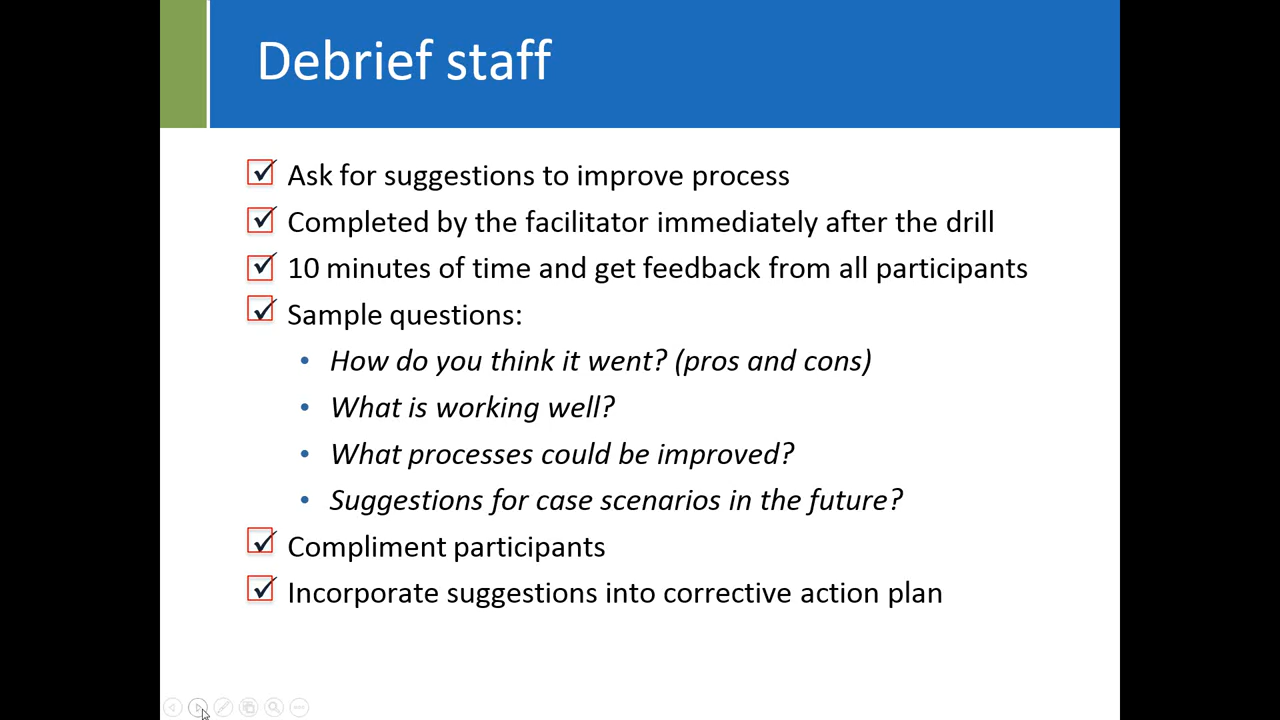 Debrief staff
Ask for suggestions to improve process
Completed by the facilitator immediately after the drill
10 minutes of time and get feedback from all participants
Sample questions:
How do you think it went? (pros and cons)
What is working well?
What processes could be improved?
Suggestions for case scenarios in the future?
Compliment participants
Incorporate suggestions into corrective action plan